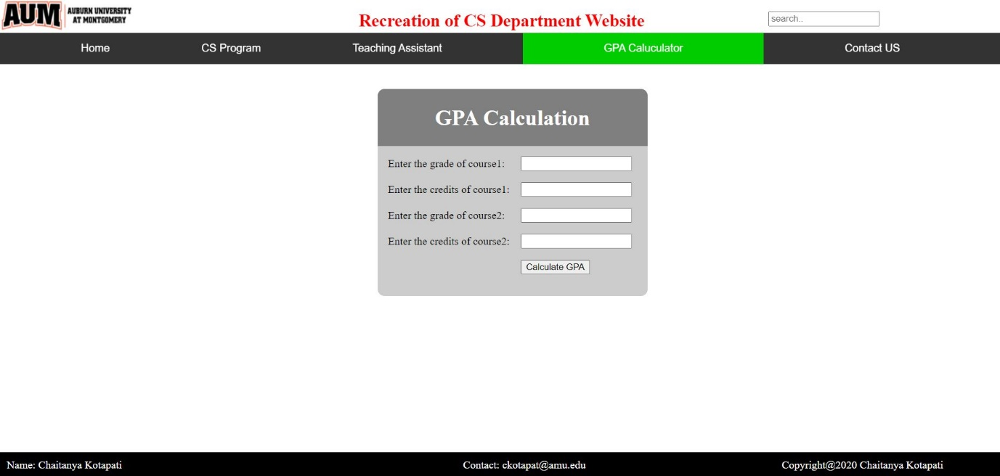 AUM AUBURN UNIVERSITY
AT MONTGOMERY
Recreation of CS Department Website
search..
Home CS Program Teaching Assistant GPA Caluculator Contact US
GPA Calculation
Enter the grade of course1:
Enter the credits of course1:
Enter the grade of course2:
Enter the credits of course2:
Calculate GPA
Name: Chaitanya Kotapati Contact: ckotapat@amu.edu Copyright@2020 Chaitanya Kotapati